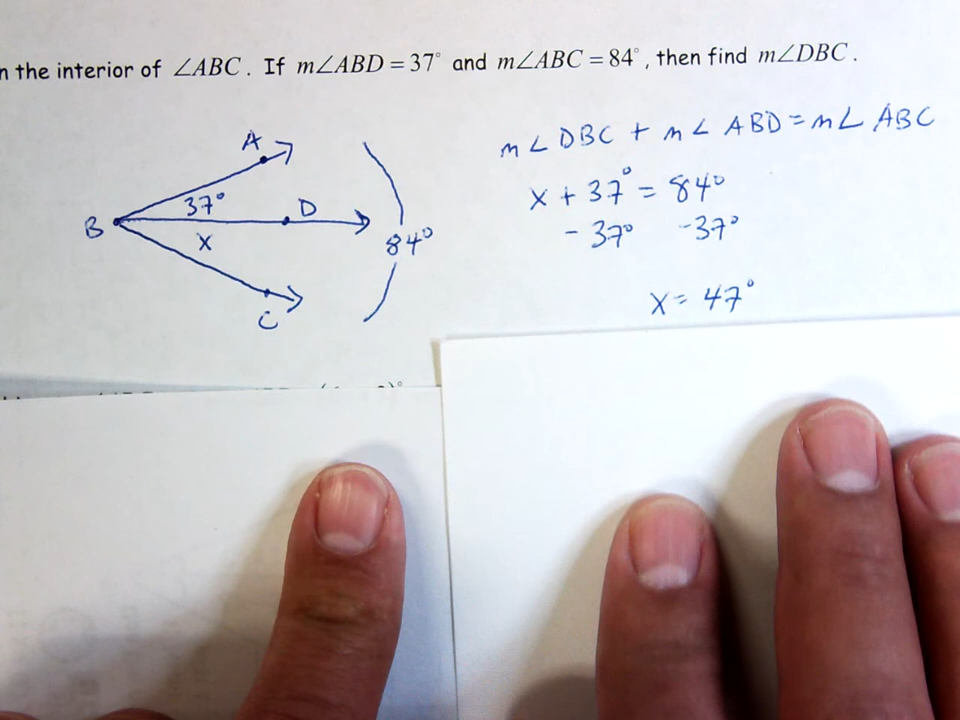 n the interior of ∠ABC. If m∠ABD = 37° and m∠ABC = 84°, then find m∠DBC.
A
37°
D
B
x
84°
C
m∠DBC + m∠ABD = m∠ABC
x + 37° = 84°
- 37° -37°
x = 47°